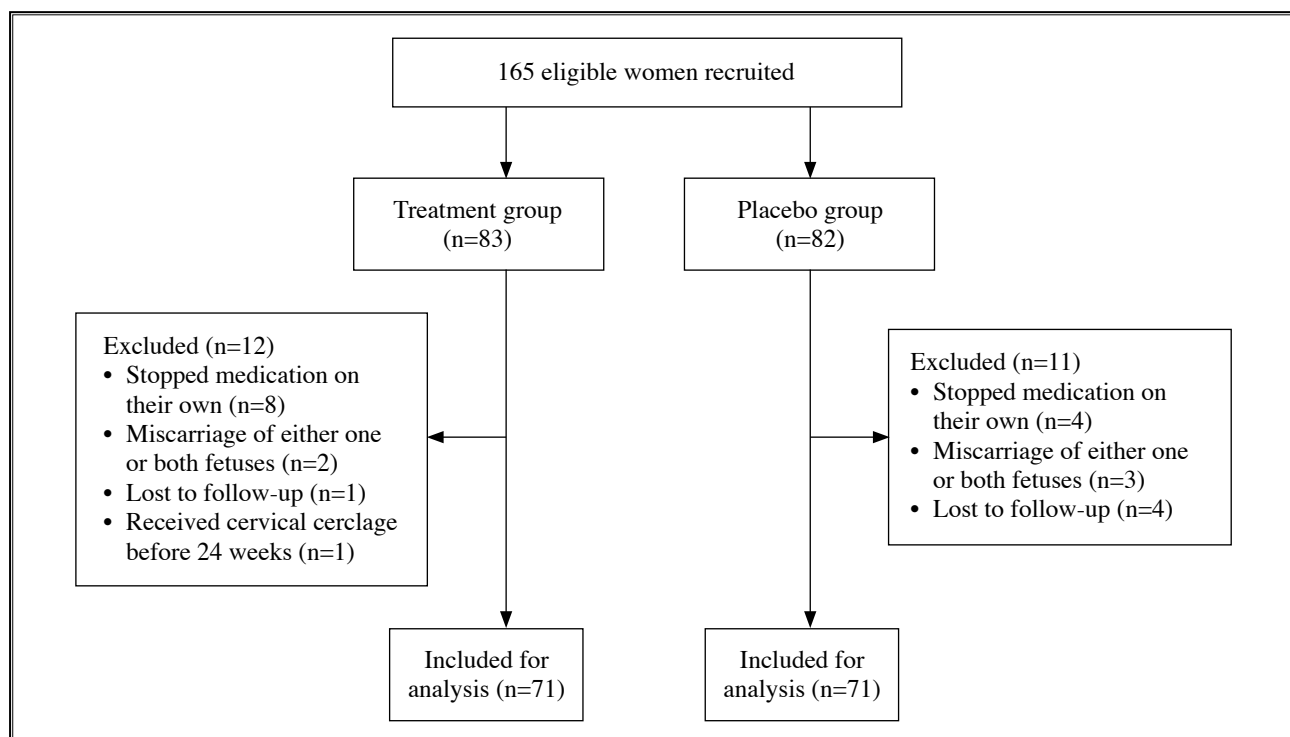 165 eligible women recruited
Treatment group
(n=83)
Placebo group
(n=82)
Excluded (n=12)
• Stopped medication on
their own (n=8)
• Miscarriage of either one
or both fetuses (n=2)
• Lost to follow-up (n=1)
• Received cervical cerclage
before 24 weeks (n=1)
Excluded (n=11)
• Stopped medication on
their own (n=4)
• Miscarriage of either one
or both fetuses (n=3)
• Lost to follow-up (n=4)
Included for
analysis (n=71)
Included for
analysis (n=71)